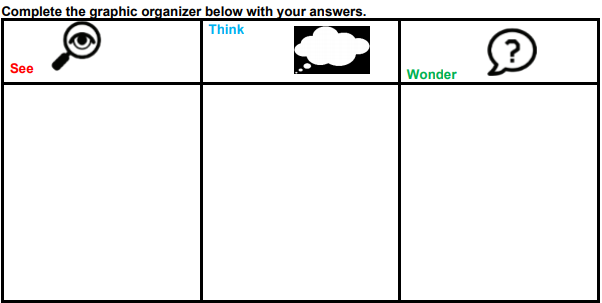 Complete the graphic organizer below with your answers.
See
Think
Wonder
?